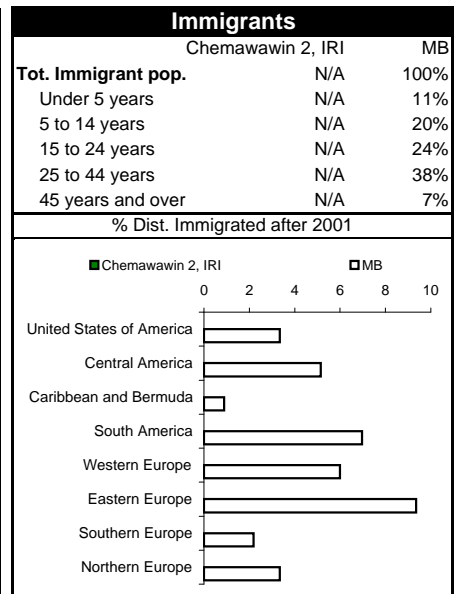 Immigrants
Chemawawin 2, IRI MB
Tot. Immigrant pop. N/A 100%
Under 5 years N/A 11%
5 to 14 years N/A 20%
15 to 24 years N/A 24%
25 to 44 years N/A 38%
45 years and over N/A 7%
% Dist. Immigrated after 2001
Chemawawin 2, IRI MB
0 2 4 6 8 10
United States of America
Central America
Caribbean and Bermuda
South America
Western Europe
Eastern Europe
Southern Europe
Northern Europe